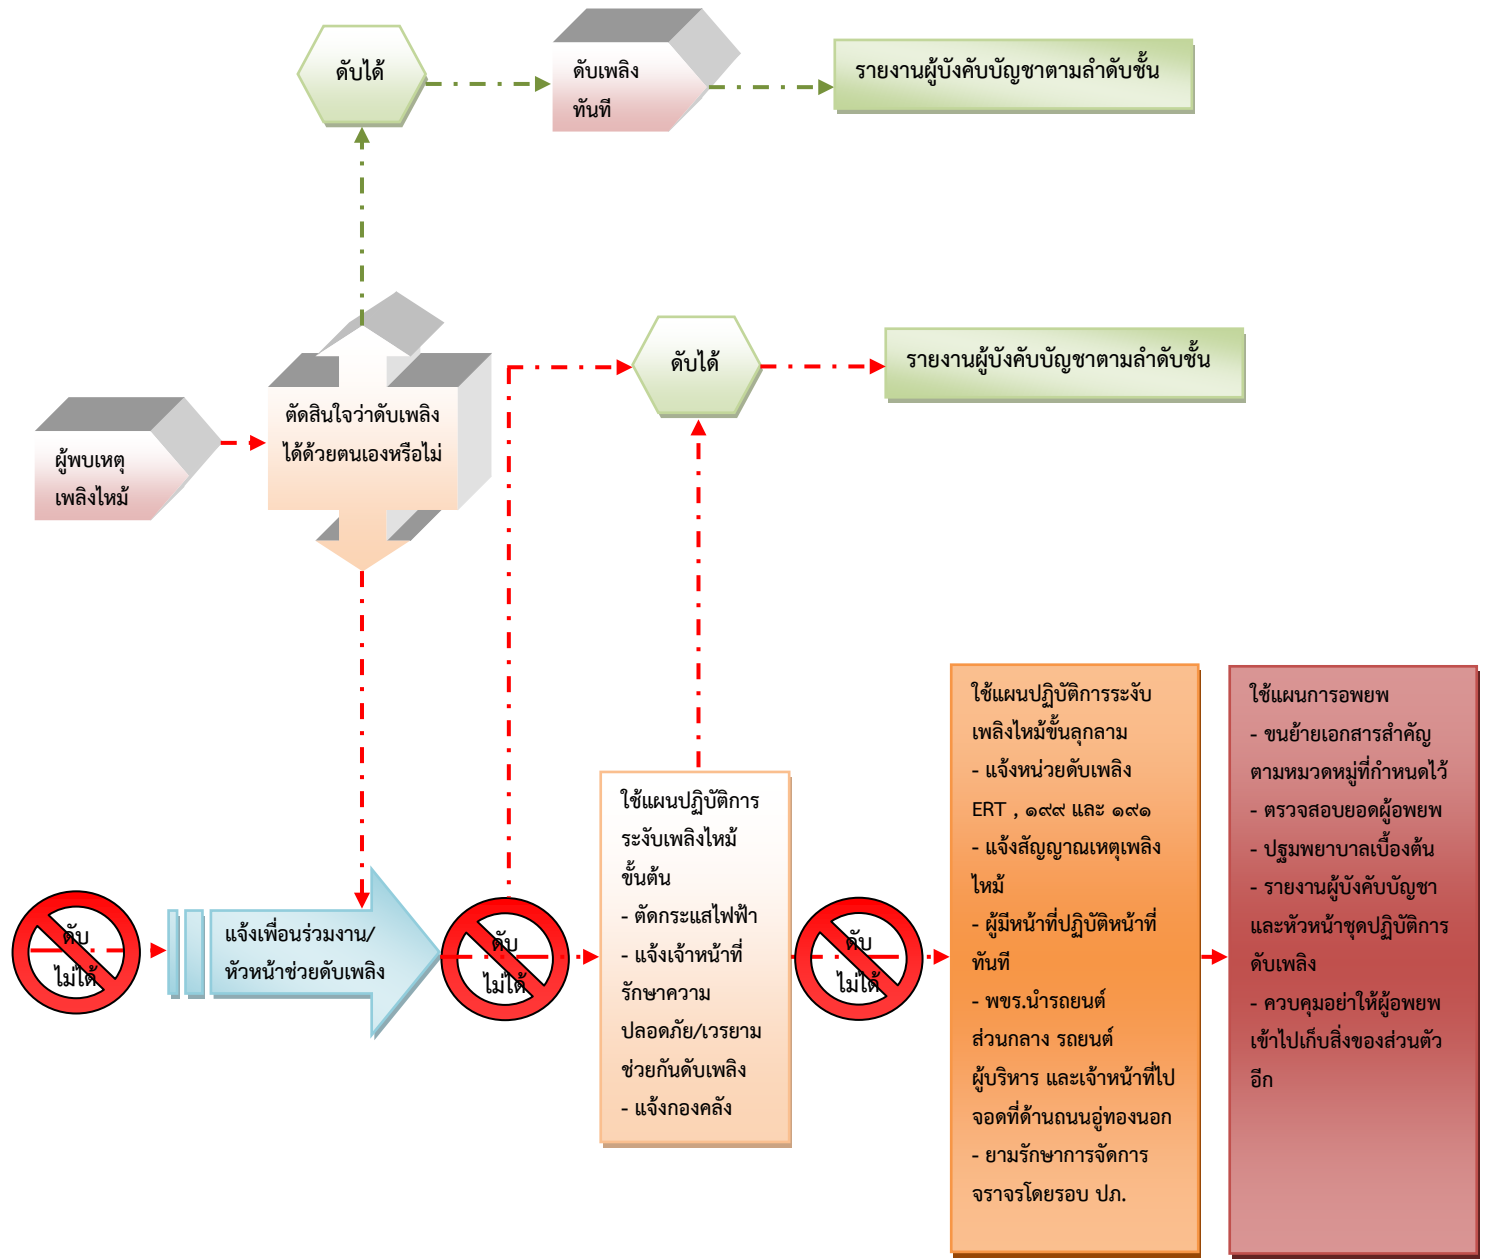 ดับได้
ดับเพลิง
ทันที
รายงานผู้บังคับบัญชาตามลำดับชั้น
ผู้พบเหตุ
เพลิงไหม้
ตัดสินใจว่าดับเพลิง
ได้ด้วยตนเองหรือไม่
ดับได้
รายงานผู้บังคับบัญชาตามลำดับชั้น
ดับ
ไม่ได้
แจ้งเพื่อนร่วมงาน/
หัวหน้าช่วยดับเพลิง
ดับ
ไม่ได้
ใช้แผนปฏิบัติการ
ระงับเพลิงไหม้
ขั้นต้น
- ตัดกระแสไฟฟ้า
- แจ้งเจ้าหน้าที่
รักษาความ
ปลอดภัย/เวรยาม
ช่วยกันดับเพลิง
- แจ้งกองคลัง
ดับ
ไม่ได้
ใช้แผนปฏิบัติการระงับ
เพลิงไหม้ขั้นลุกลาม
- แจ้งหน่วยดับเพลิง
ERT , ๑๙๙ และ ๑๙๑
- แจ้งสัญญาณเหตุเพลิง
ไหม้
- ผู้มีหน้าที่ปฏิบัติหน้าที่
ทันที
- พขร.นำรถยนต์
ส่วนกลาง รถยนต์
ผู้บริหาร และเจ้าหน้าที่ไป
จอดที่ด้านถนนอู่ทองนอก
- ยามรักษาการจัดการ
จราจรโดยรอบ ปภ.
ใช้แผนการอพยพ
- ขนย้ายเอกสารสำคัญ
ตามหมวดหมู่ที่กำหนดไว้
- ตรวจสอบยอดผู้อพยพ
- ปฐมพยาบาลเบื้องต้น
- รายงานผู้บังคับบัญชา
และหัวหน้าชุดปฏิบัติการ
ดับเพลิง
- ควบคุมอย่าให้ผู้อพยพ
เข้าไปเก็บสิ่งของส่วนตัว
อีก